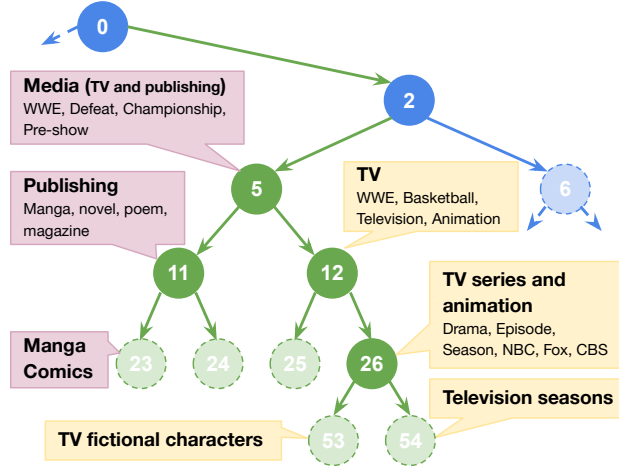 0
Media (TV and publishing)
WWE, Defeat, Championship,
Pre-show
2
Publishing
Manga, novel, poem,
magazine
5
TV
WWE, Basketball,
Television, Animation
6
11
12
TV series and
animation
Drama, Episode,
Season, NBC, Fox, CBS
Manga
Comics
23
24
25
26
TV fictional characters
53
54
Television seasons